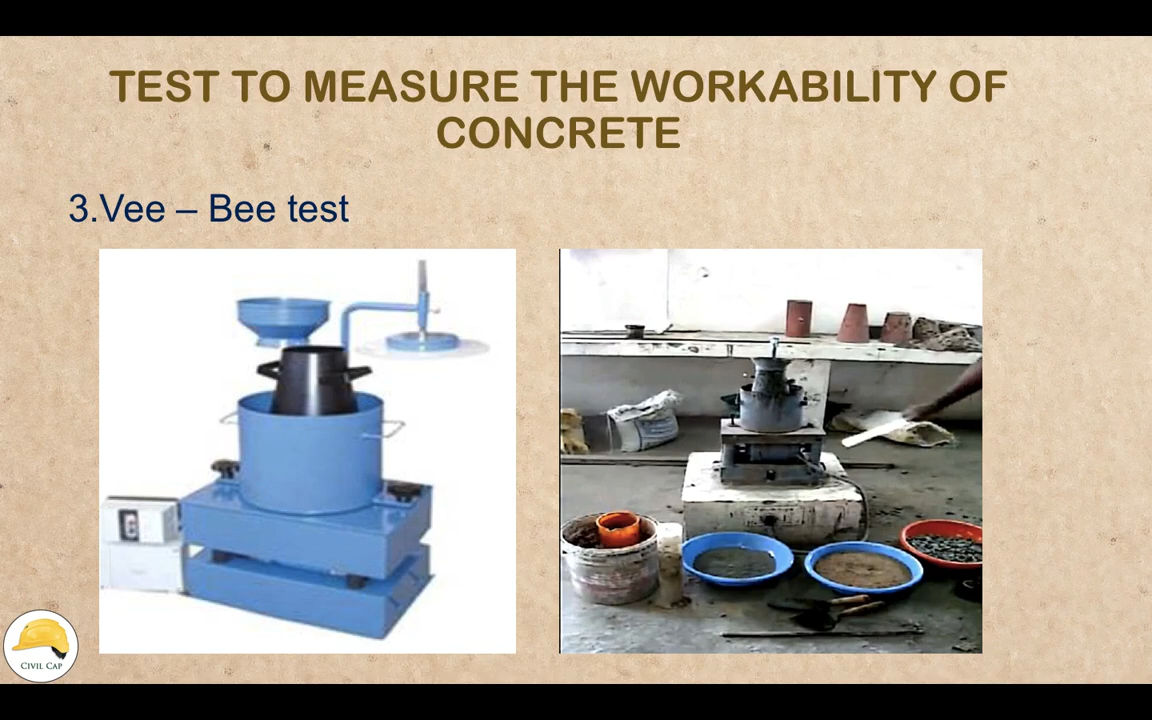 TEST TO MEASURE THE WORKABILITY OF
CONCRETE
3.Vee – Bee test
CIVIL CAP